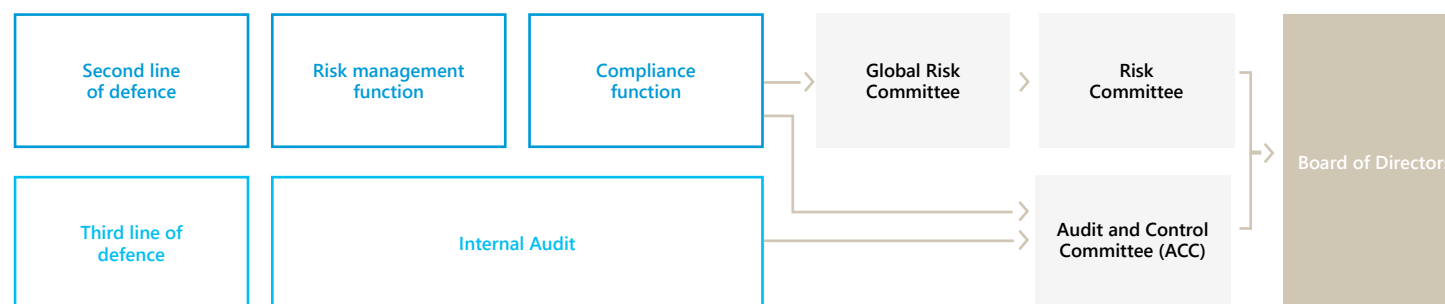 Second line
of defence
Risk management
function
Compliance
function
Global Risk
Committee
Risk
Committee
Board of Directors
Third line of
defence
Internal Audit
Audit and Control
Committee (ACC)